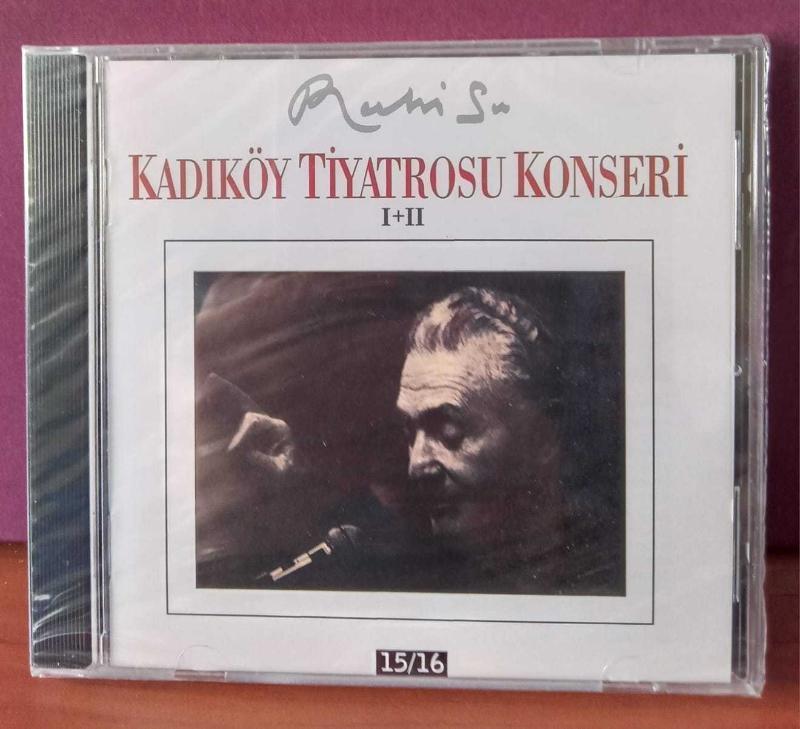 Ruhi Su
KADIKÖY TİYATROSU KONSERİ
I+II
15/16